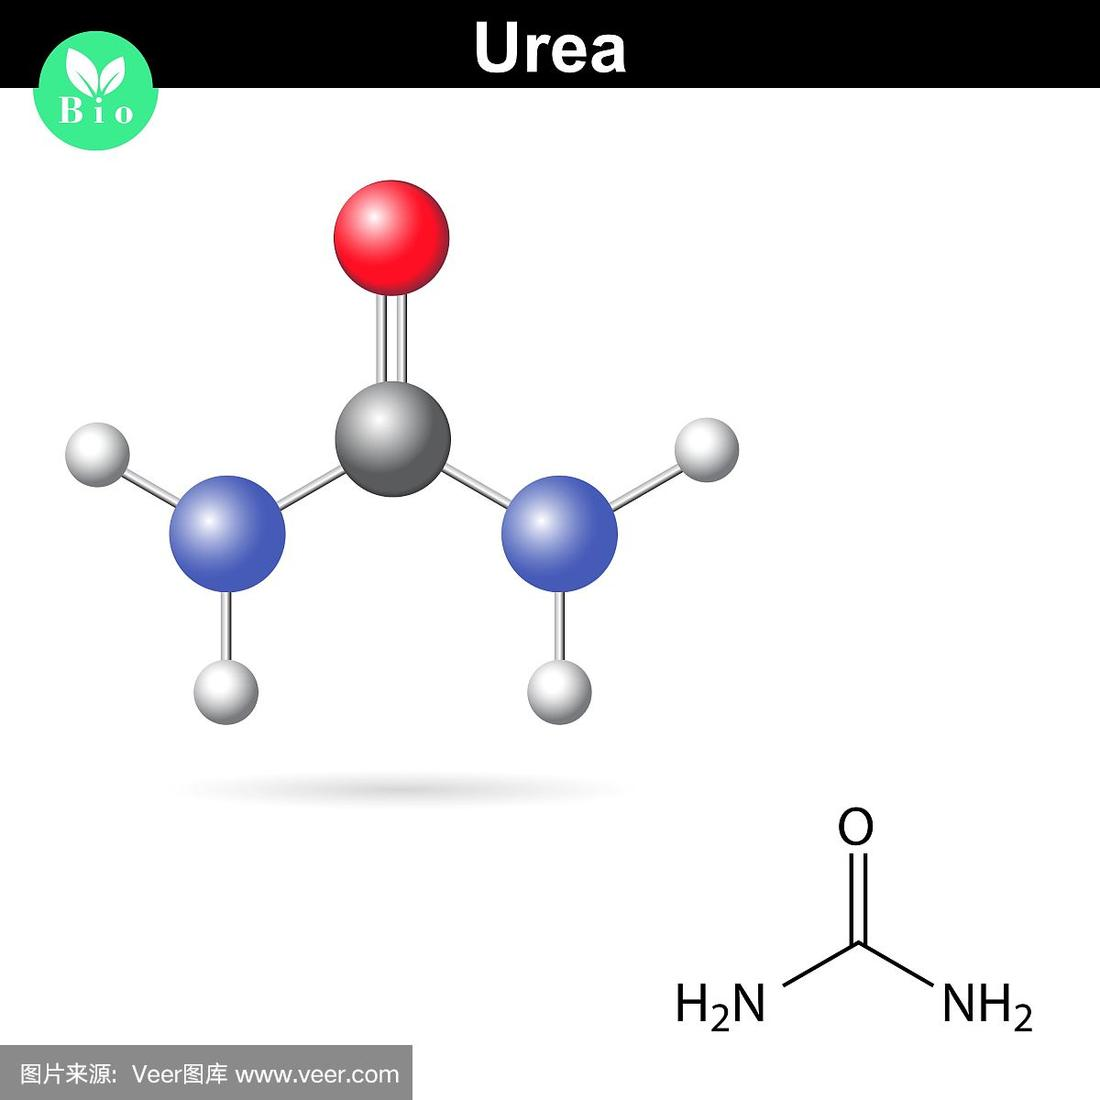 Urea
Bio
O
H₂N
NH₂
图片来源: Veer图库 www.veer.com